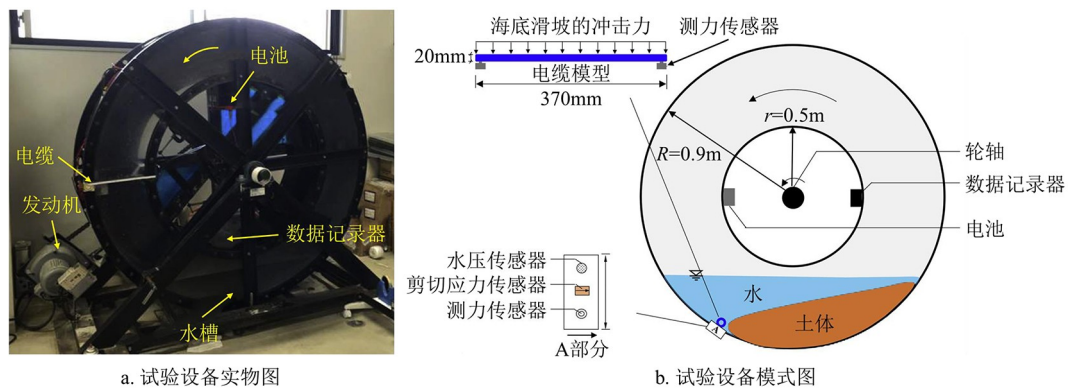 电池
电缆
发动机
数据记录器
水槽
a. 试验设备实物图
海底滑坡的冲击力
测力传感器
20mm
电缆模型
370mm
r=0.5m
R=0.9m
轮轴
数据记录器
电池
水压传感器
剪切应力传感器
测力传感器
A部分
水
土体
A
b. 试验设备模式图